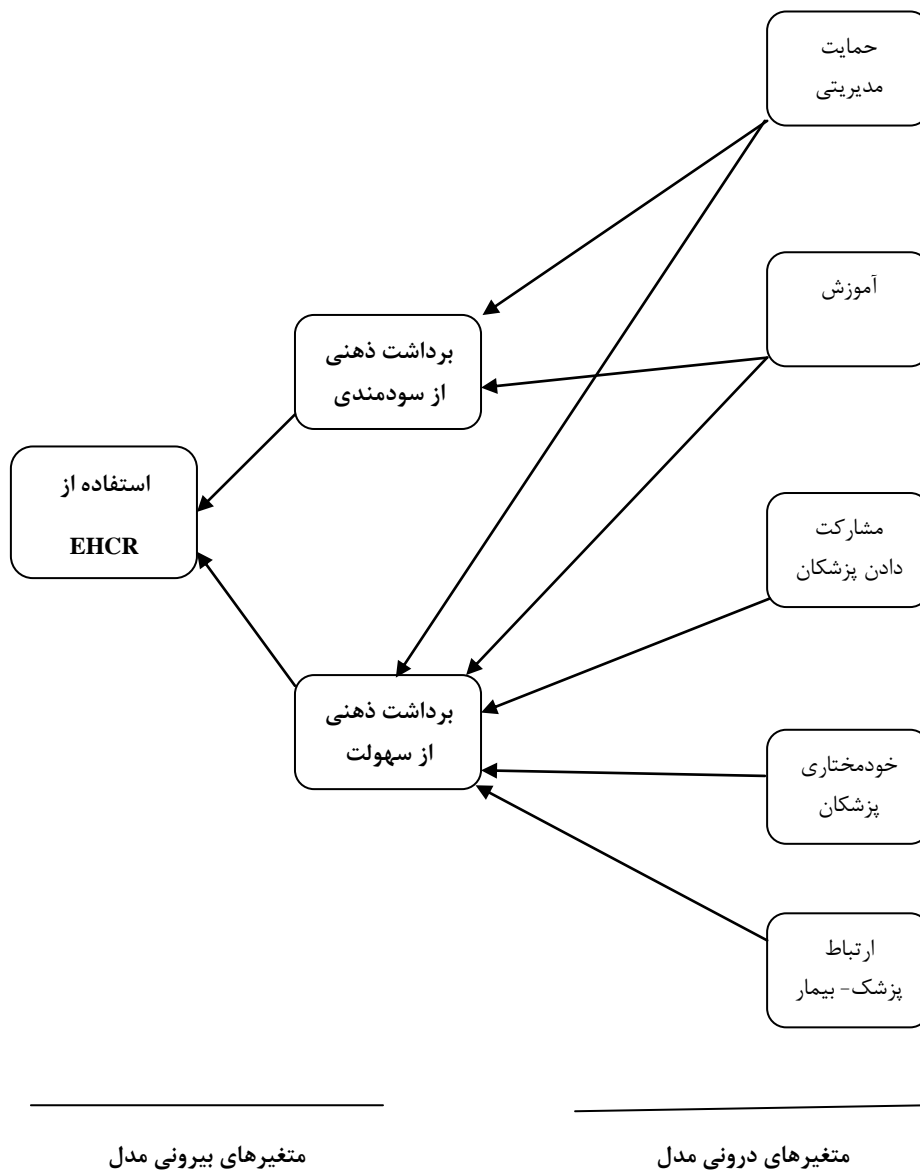 حمایت
مدیریتی
آموزش
برداشت ذهنی
از سودمندی
استفاده از
EHCR
مشارکت
دادن پزشکان
برداشت ذهنی
از سهولت
خودمختاری
پزشکان
ارتباط
پزشک- بیمار
متغیرهای درونی مدل
متغیرهای بیرونی مدل